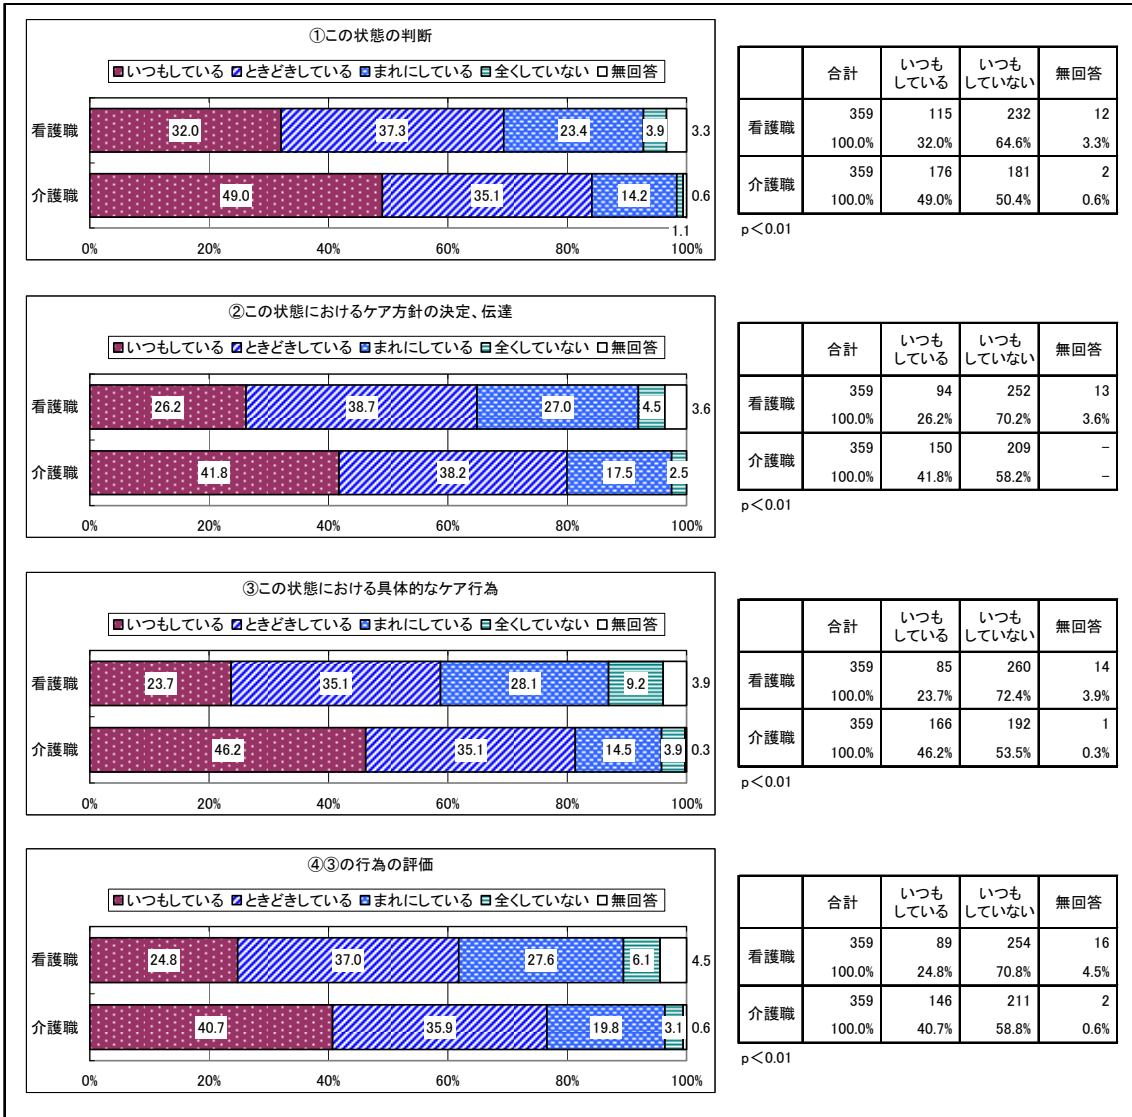 ①この状態の判断
いつもしている ときどきしている まれにしている 全くしていない 無回答
看護職 32.0 37.3 23.4 3.9 3.3
介護職 49.0 35.1 14.2 0.6
1.1
0% 20% 40% 60% 80% 100%
合計 いつもしている いつもしていない 無回答
看護職 359 115 232 12
100.0% 32.0% 64.6% 3.3%
介護職 359 176 181 2
100.0% 49.0% 50.4% 0.6%
p<0.01
②この状態におけるケア方針の決定、伝達
いつもしている ときどきしている まれにしている 全くしていない 無回答
看護職 26.2 38.7 27.0 4.5 3.6
介護職 41.8 38.2 17.5 2.5
0% 20% 40% 60% 80% 100%
合計 いつもしている いつもしていない 無回答
看護職 359 94 252 13
100.0% 26.2% 70.2% 3.6%
介護職 359 150 209 -
100.0% 41.8% 58.2% -
p<0.01
③この状態における具体的なケア行為
いつもしている ときどきしている まれにしている 全くしていない 無回答
看護職 23.7 35.1 28.1 9.2 3.9
介護職 46.2 35.1 14.5 3.9 0.3
0% 20% 40% 60% 80% 100%
合計 いつもしている いつもしていない 無回答
看護職 359 85 260 14
100.0% 23.7% 72.4% 3.9%
介護職 359 166 192 1
100.0% 46.2% 53.5% 0.3%
p<0.01
④③の行為の評価
いつもしている ときどきしている まれにしている 全くしていない 無回答
看護職 24.8 37.0 27.6 6.1 4.5
介護職 40.7 35.9 19.8 3.1 0.6
0% 20% 40% 60% 80% 100%
合計 いつもしている いつもしていない 無回答
看護職 359 89 254 16
100.0% 24.8% 70.8% 4.5%
介護職 359 146 211 2
100.0% 40.7% 58.8% 0.6%
p<0.01